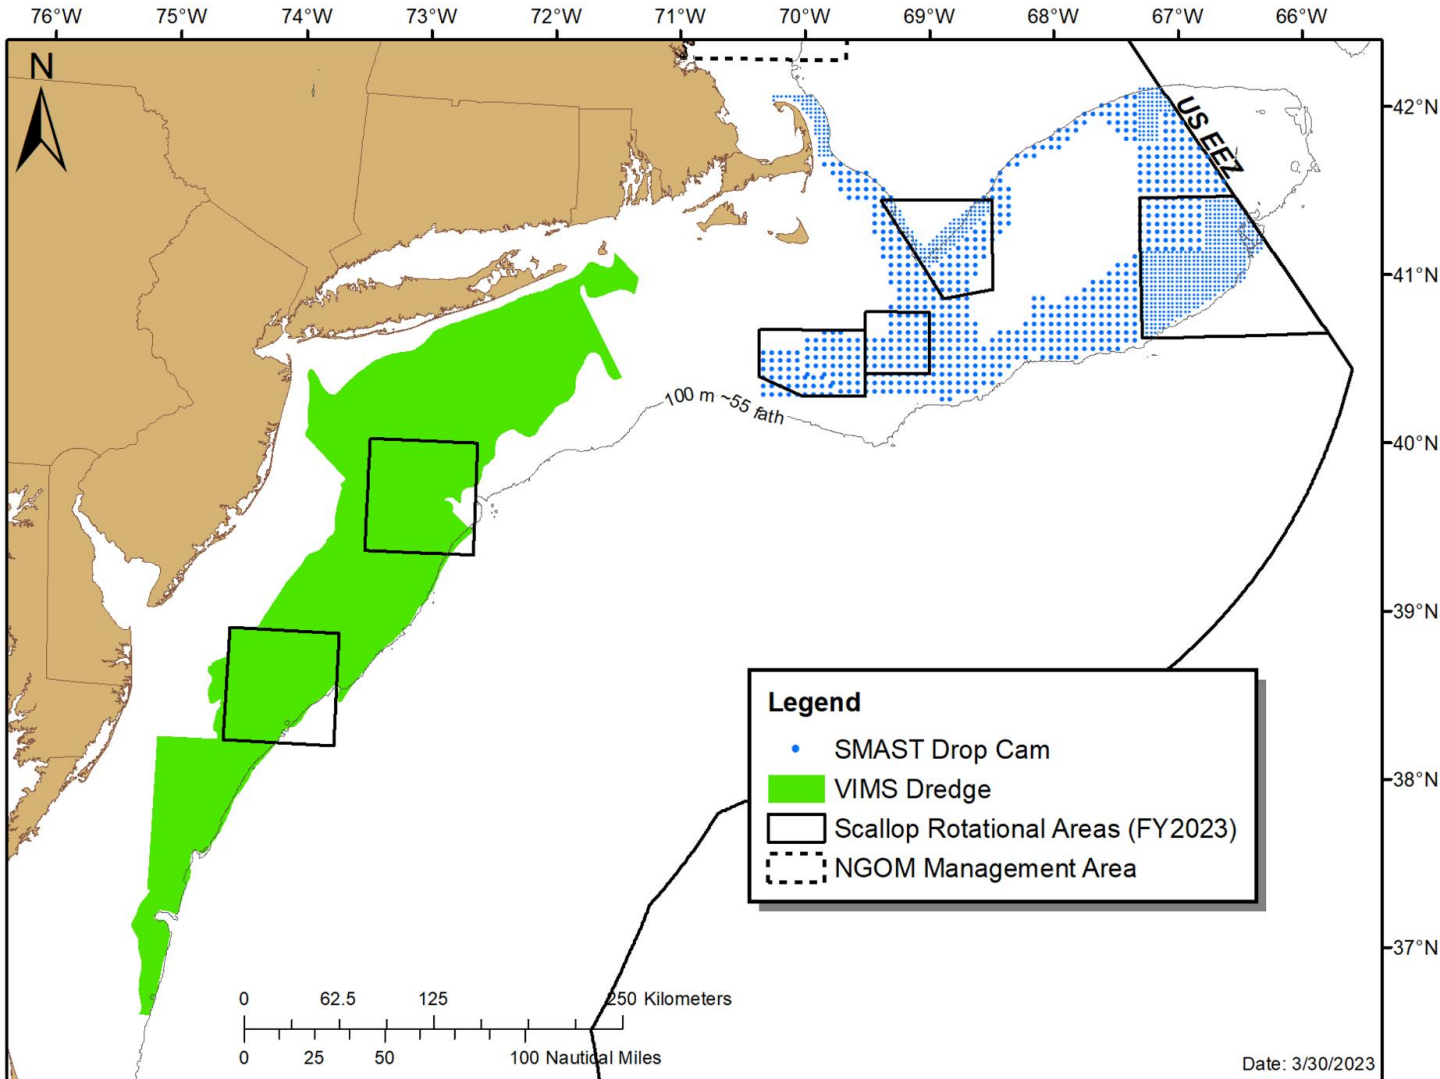 76°W 75°W 74°W 73°W 72°W 71°W 70°W 69°W 68°W 67°W 66°W
N
42°N
US EEZ
41°N
100 m ~55 fath
40°N
39°N
Legend
SMAST Drop Cam
38°N
VIMS Dredge
Scallop Rotational Areas (FY2023)
NGOM Management Area
37°N
0 62.5 125 250 Kilometers
0 25 50 100 Nautical Miles
Date: 3/30/2023